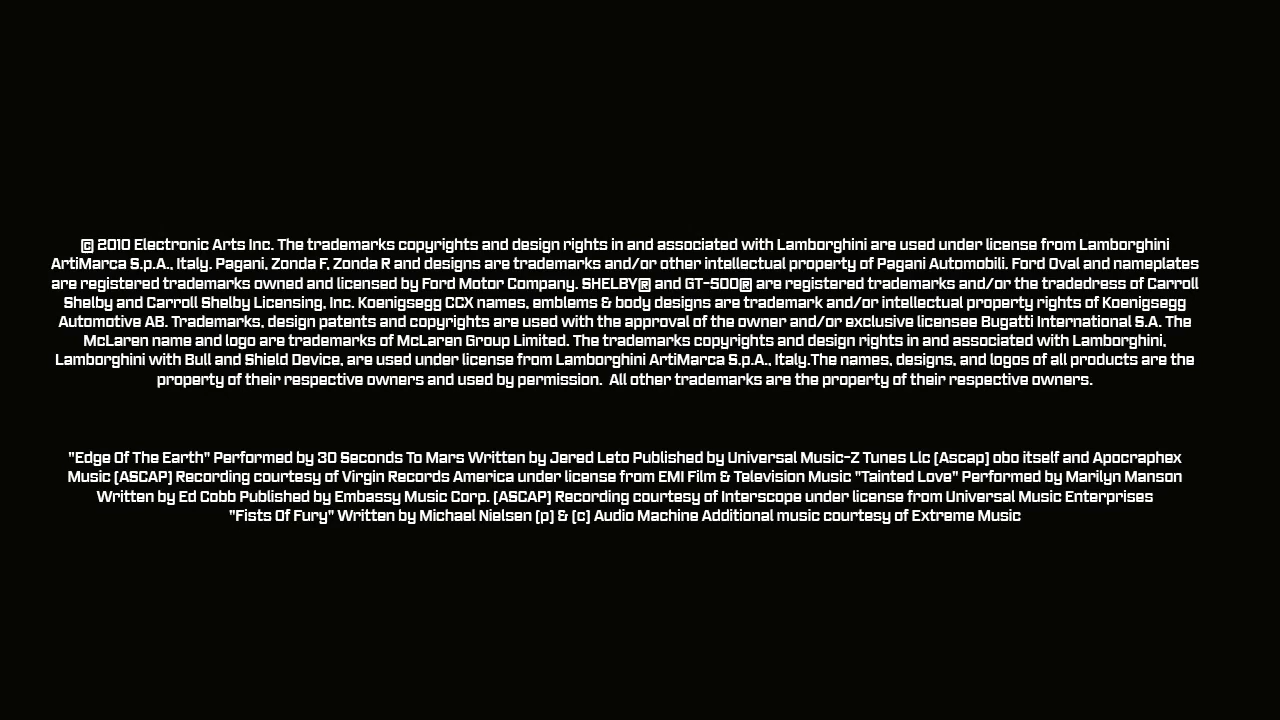 © 2010 Electronic Arts Inc. The trademarks copyrights and design rights in and associated with Lamborghini are used under license from Lamborghini
ArtiMarca S.p.A., Italy. Pagani, Zonda F, Zonda R and designs are trademarks and/or other intellectual property of Pagani Automobili. Ford Oval and nameplates
are registered trademarks owned and licensed by Ford Motor Company. SHELBY® and GT-500® are registered trademarks and/or the tradedress of Carroll
Shelby and Carroll Shelby Licensing, Inc. Koenigsegg CCX names, emblems & body designs are trademark and/or intellectual property rights of Koenigsegg
Automotive AB. Trademarks, design patents and copyrights are used with the approval of the owner and/or exclusive licensee Bugatti International S.A. The
McLaren name and logo are trademarks of McLaren Group Limited. The trademarks copyrights and design rights in and associated with Lamborghini,
Lamborghini with Bull and Shield Device, are used under license from Lamborghini ArtiMarca S.p.A., Italy.The names, designs, and logos of all products are the
property of their respective owners and used by permission.  All other trademarks are the property of their respective owners.
"Edge Of The Earth" Performed by 30 Seconds To Mars Written by Jered Leto Published by Universal Music-Z Tunes Llc (Ascap) obo itself and Apocraphex
Music (ASCAP) Recording courtesy of Virgin Records America under license from EMI Film & Television Music "Tainted Love" Performed by Marilyn Manson
Written by Ed Cobb Published by Embassy Music Corp. (ASCAP) Recording courtesy of Interscope under license from Universal Music Enterprises
"Fists Of Fury" Written by Michael Nielsen (p) & (c) Audio Machine Additional music courtesy of Extreme Music